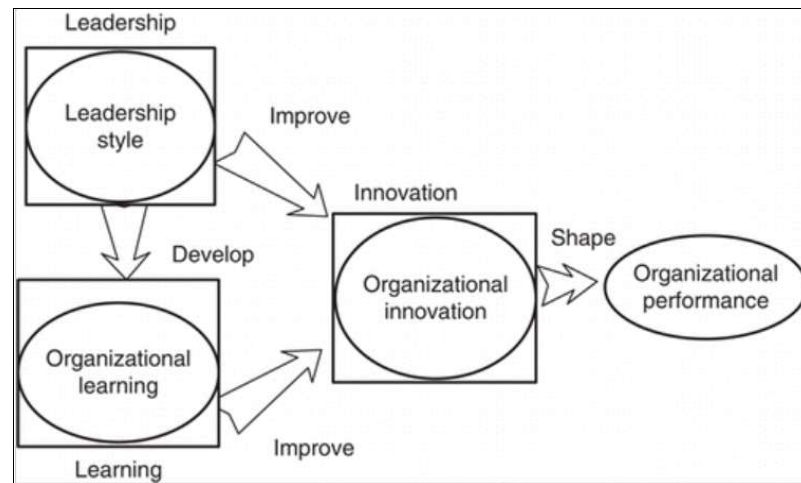 Leadership
Leadership
style
Improve
Innovation
Develop
Shape
Organizational
innovation
Organizational
performance
Organizational
learning
Improve
Learning